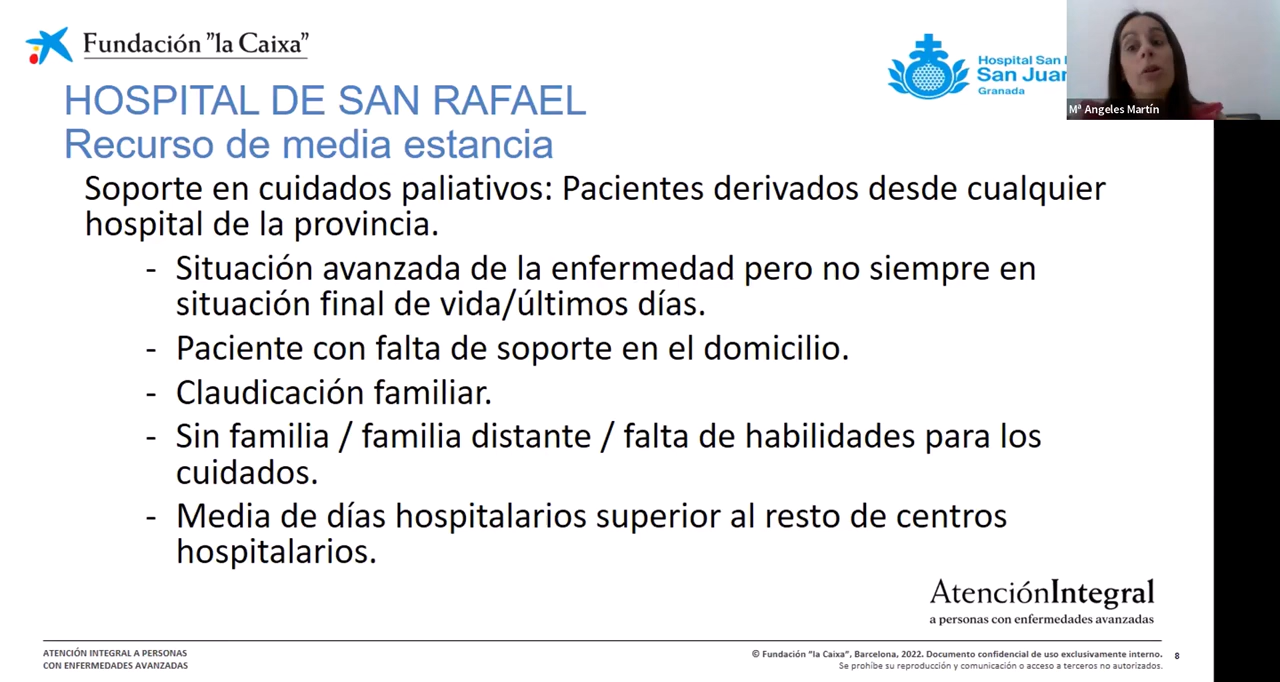 Fundación "la Caixa"
Hospital San
San Juan
Granada
Mª Angeles Martín
HOSPITAL DE SAN RAFAEL
Recurso de media estancia
Soporte en cuidados paliativos: Pacientes derivados desde cualquier
hospital de la provincia.
- Situación avanzada de la enfermedad pero no siempre en
situación final de vida/últimos días.
- Paciente con falta de soporte en el domicilio.
- Claudicación familiar.
- Sin familia / familia distante / falta de habilidades para los
cuidados.
- Media de días hospitalarios superior al resto de centros
hospitalarios.
AtenciónIntegral
a personas con enfermedades avanzadas
ATENCIÓN INTEGRAL A PERSONAS
CON ENFERMEDADES AVANZADAS
© Fundación "la Caixa", Barcelona, 2022. Documento confidencial de uso exclusivamente interno.
Se prohíbe su reproducción y comunicación o acceso a terceros no autorizados.
8